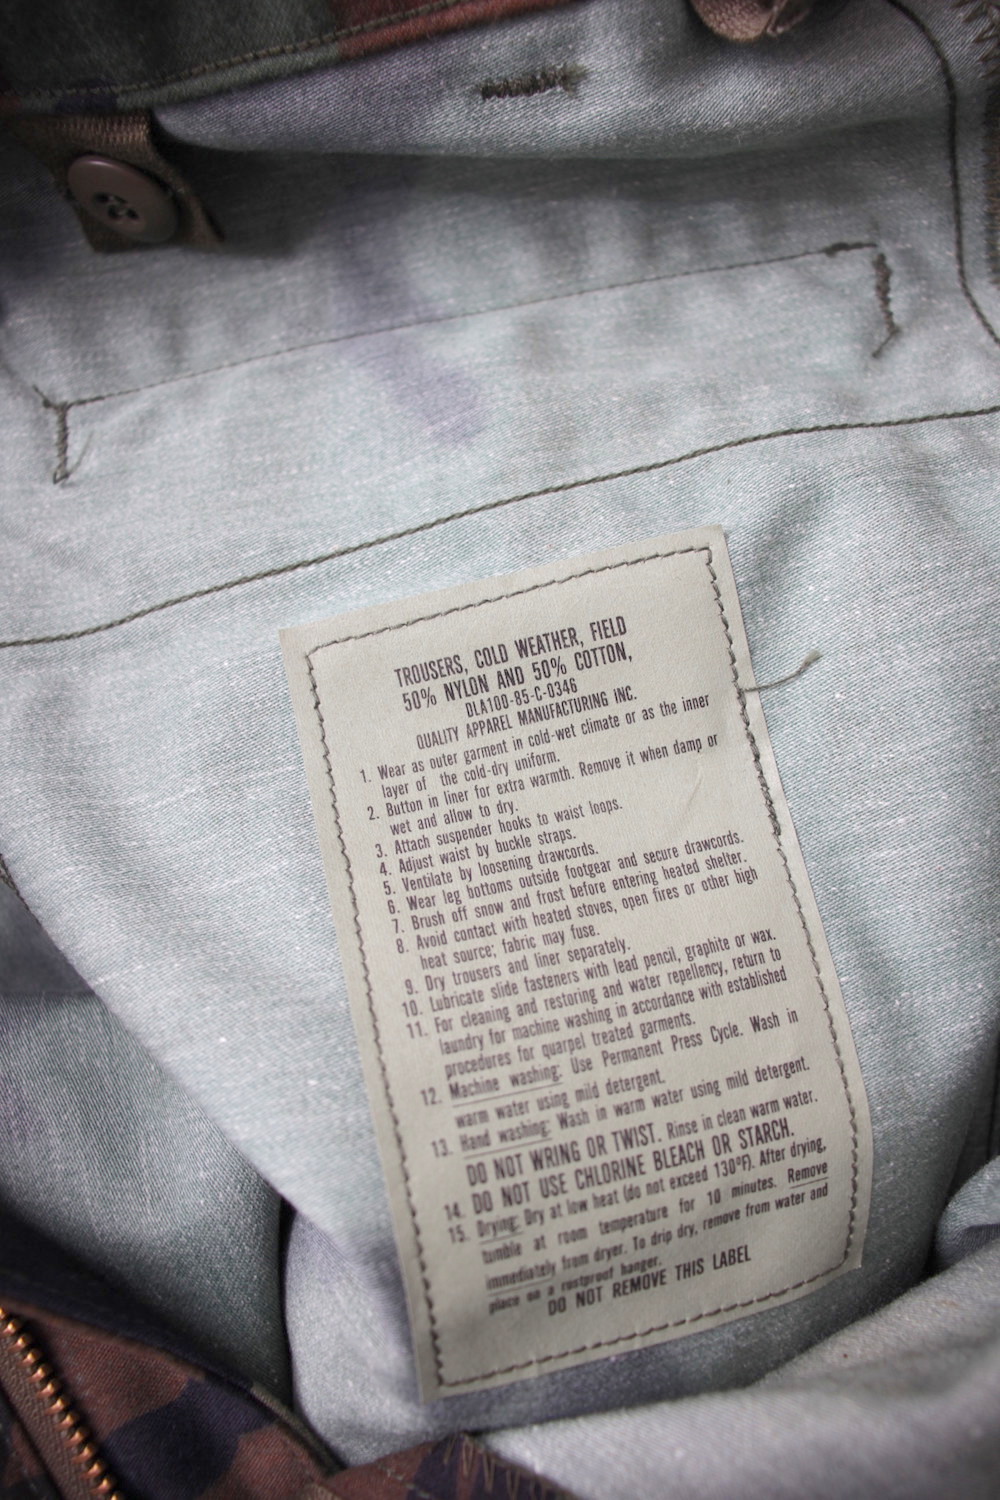 TROUSERS, COLD WEATHER, FIELD
50% NYLON AND 50% COTTON,
DLA100-85-C-0346
QUALITY APPAREL MANUFACTURING INC.
1. Wear as outer garment in cold-wet climate or as the inner
layer of the cold-dry uniform.
2. Button in liner for extra warmth. Remove it when damp or
wet and allow to dry.
3. Attach suspender hooks to waist loops.
4. Adjust waist by buckle straps.
5. Ventilate by loosening drawcords.
6. Wear leg bottoms outside footgear and secure drawcords.
7. Brush off snow and frost before entering heated shelter.
8. Avoid contact with heated stoves, open fires or other high
heat source; fabric may fuse.
9. Dry trousers and liner separately.
10. Lubricate slide fasteners with lead pencil, graphite or wax.
11. For cleaning and restoring and water repellency, return to
laundry for machine washing in accordance with established
procedures for quarpel treated garments.
12. Machine washing: Use Permanent Press Cycle. Wash in
warm water using mild detergent.
13. Hand washing: Wash in warm water using mild detergent.
DO NOT WRING OR TWIST. Rinse in clean warm water.
14. DO NOT USE CHLORINE BLEACH OR STARCH.
15. Drying: Dry at low heat (do not exceed 130°F). After drying,
tumble at room temperature for 10 minutes. Remove
immediately from dryer. To drip dry, remove from water and
place on a rustproof hanger.
DO NOT REMOVE THIS LABEL